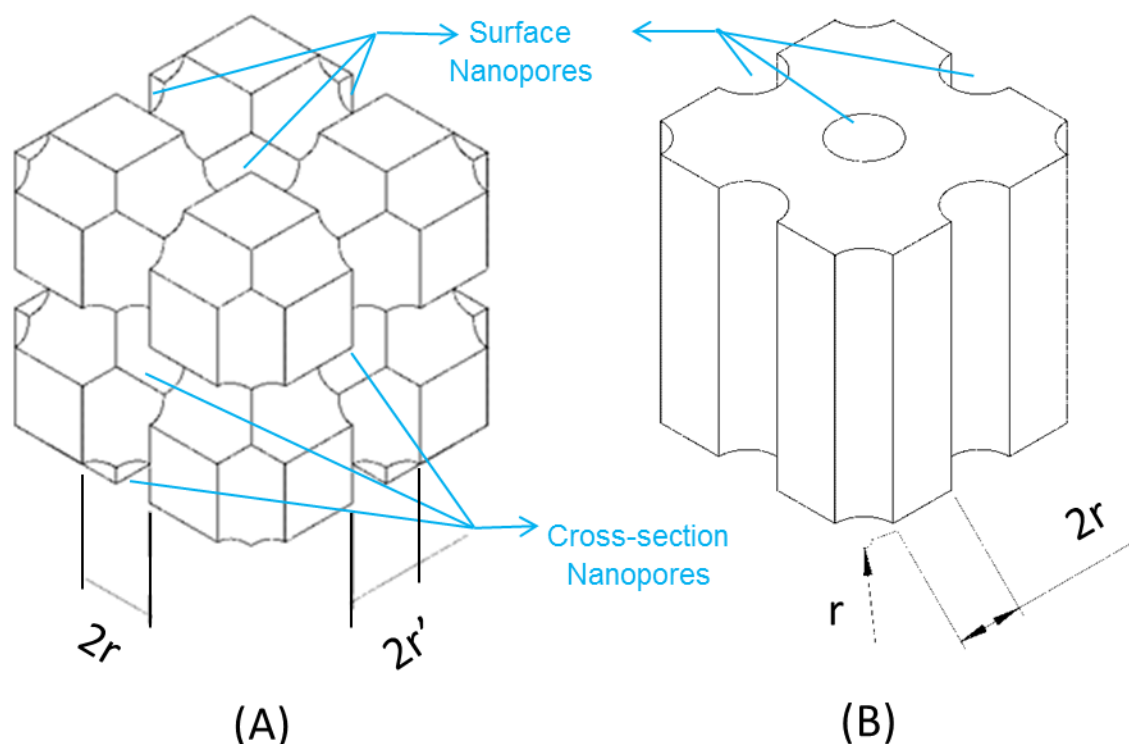 Surface
Nanopores
Cross-section
Nanopores
2r
2r'
r
2r
(A)
(B)